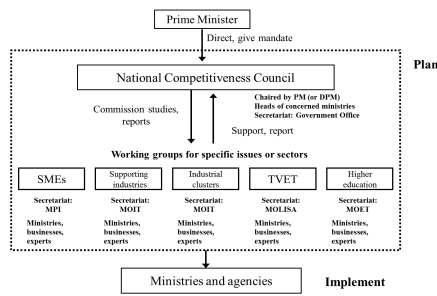 Prime Minister
Direct, give mandate
Plan
National Competitiveness Council
Commission studies,
reports
Chaired by PM (or DPM)
Heads of concerned ministries
Secretariat: Government Office
Support, report
Working groups for specific issues or sectors
SMEs
Supporting
industries
Industrial
clusters
TVET
Higher
education
Secretariat:
MPI
Secretariat:
MOIT
Secretariat:
MOIT
Secretariat:
MOLISA
Secretariat:
MOET
Ministries,
businesses,
experts
Ministries,
businesses,
experts
Ministries,
businesses,
experts
Ministries,
businesses,
experts
Ministries,
businesses,
experts
Ministries and agencies
Implement